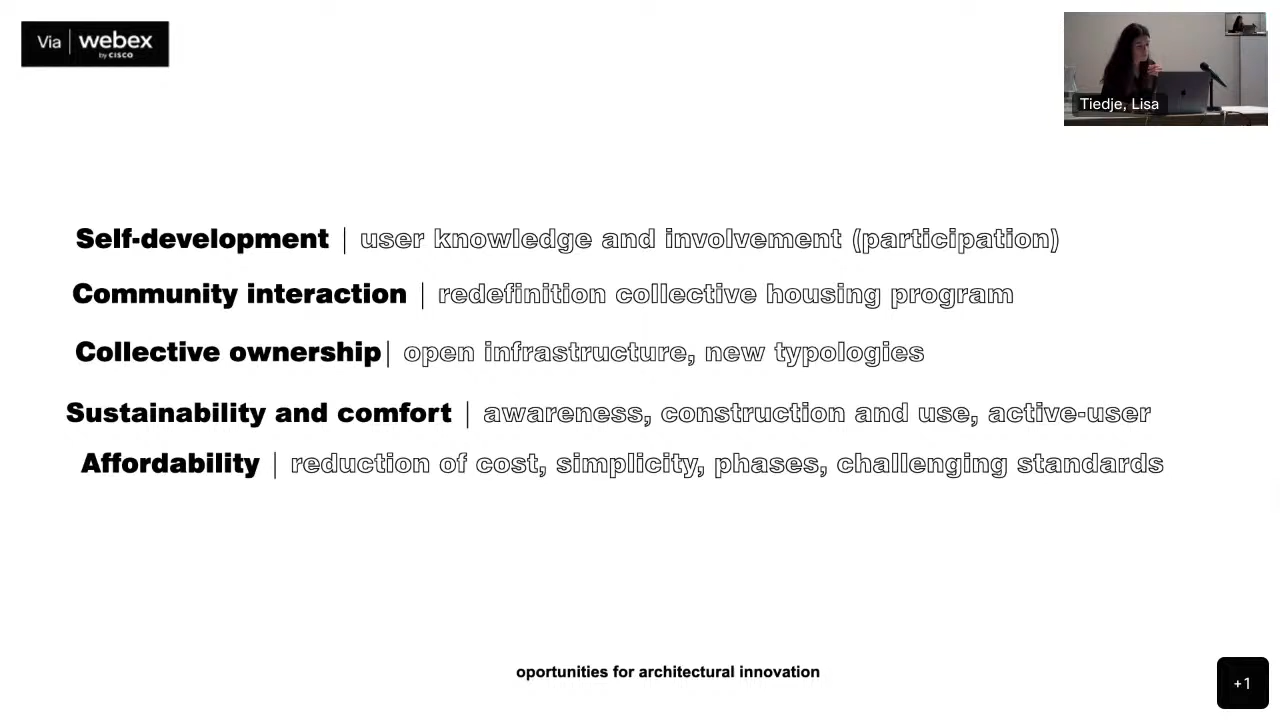 Via webex
by CISCO
Tiedje, Lisa
Self-development | user knowledge and involvement (participation)
Community interaction | redefinition collective housing program
Collective ownership| open infrastructure, new typologies
Sustainability and comfort | awareness, construction and use, active-user
Affordability | reduction of cost, simplicity, phases, challenging standards
oportunities for architectural innovation
+1